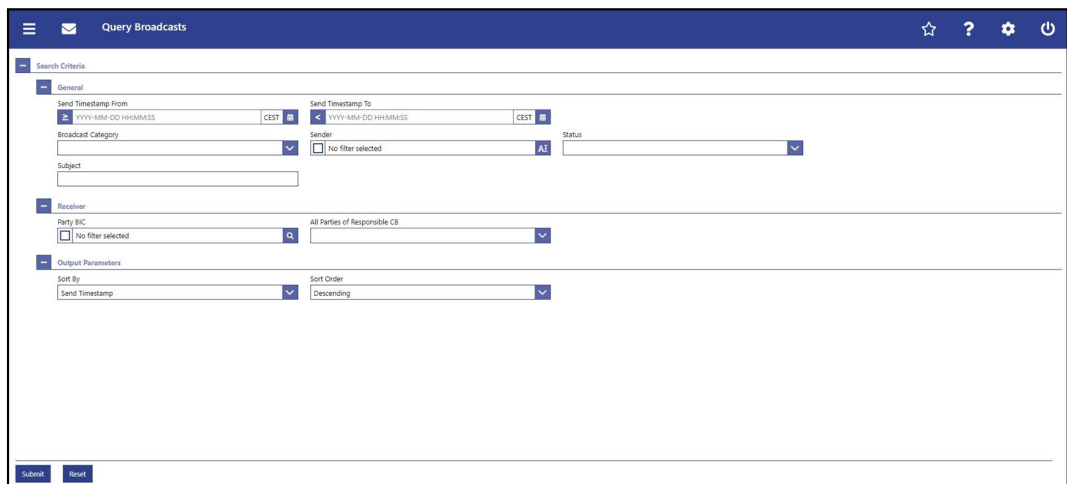 Query Broadcasts
Search Criteria
General
Send Timestamp From Send Timestamp To
≥ YYYY-MM-DD HH:MM:SS CEST < YYYY-MM-DD HH:MM:SS CEST
Broadcast Category Sender Status
No filter selected AI
Subject
Receiver
Party BIC All Parties of Responsible CB
No filter selected
Output Parameters
Sort By Sort Order
Send Timestamp Descending
Submit Reset